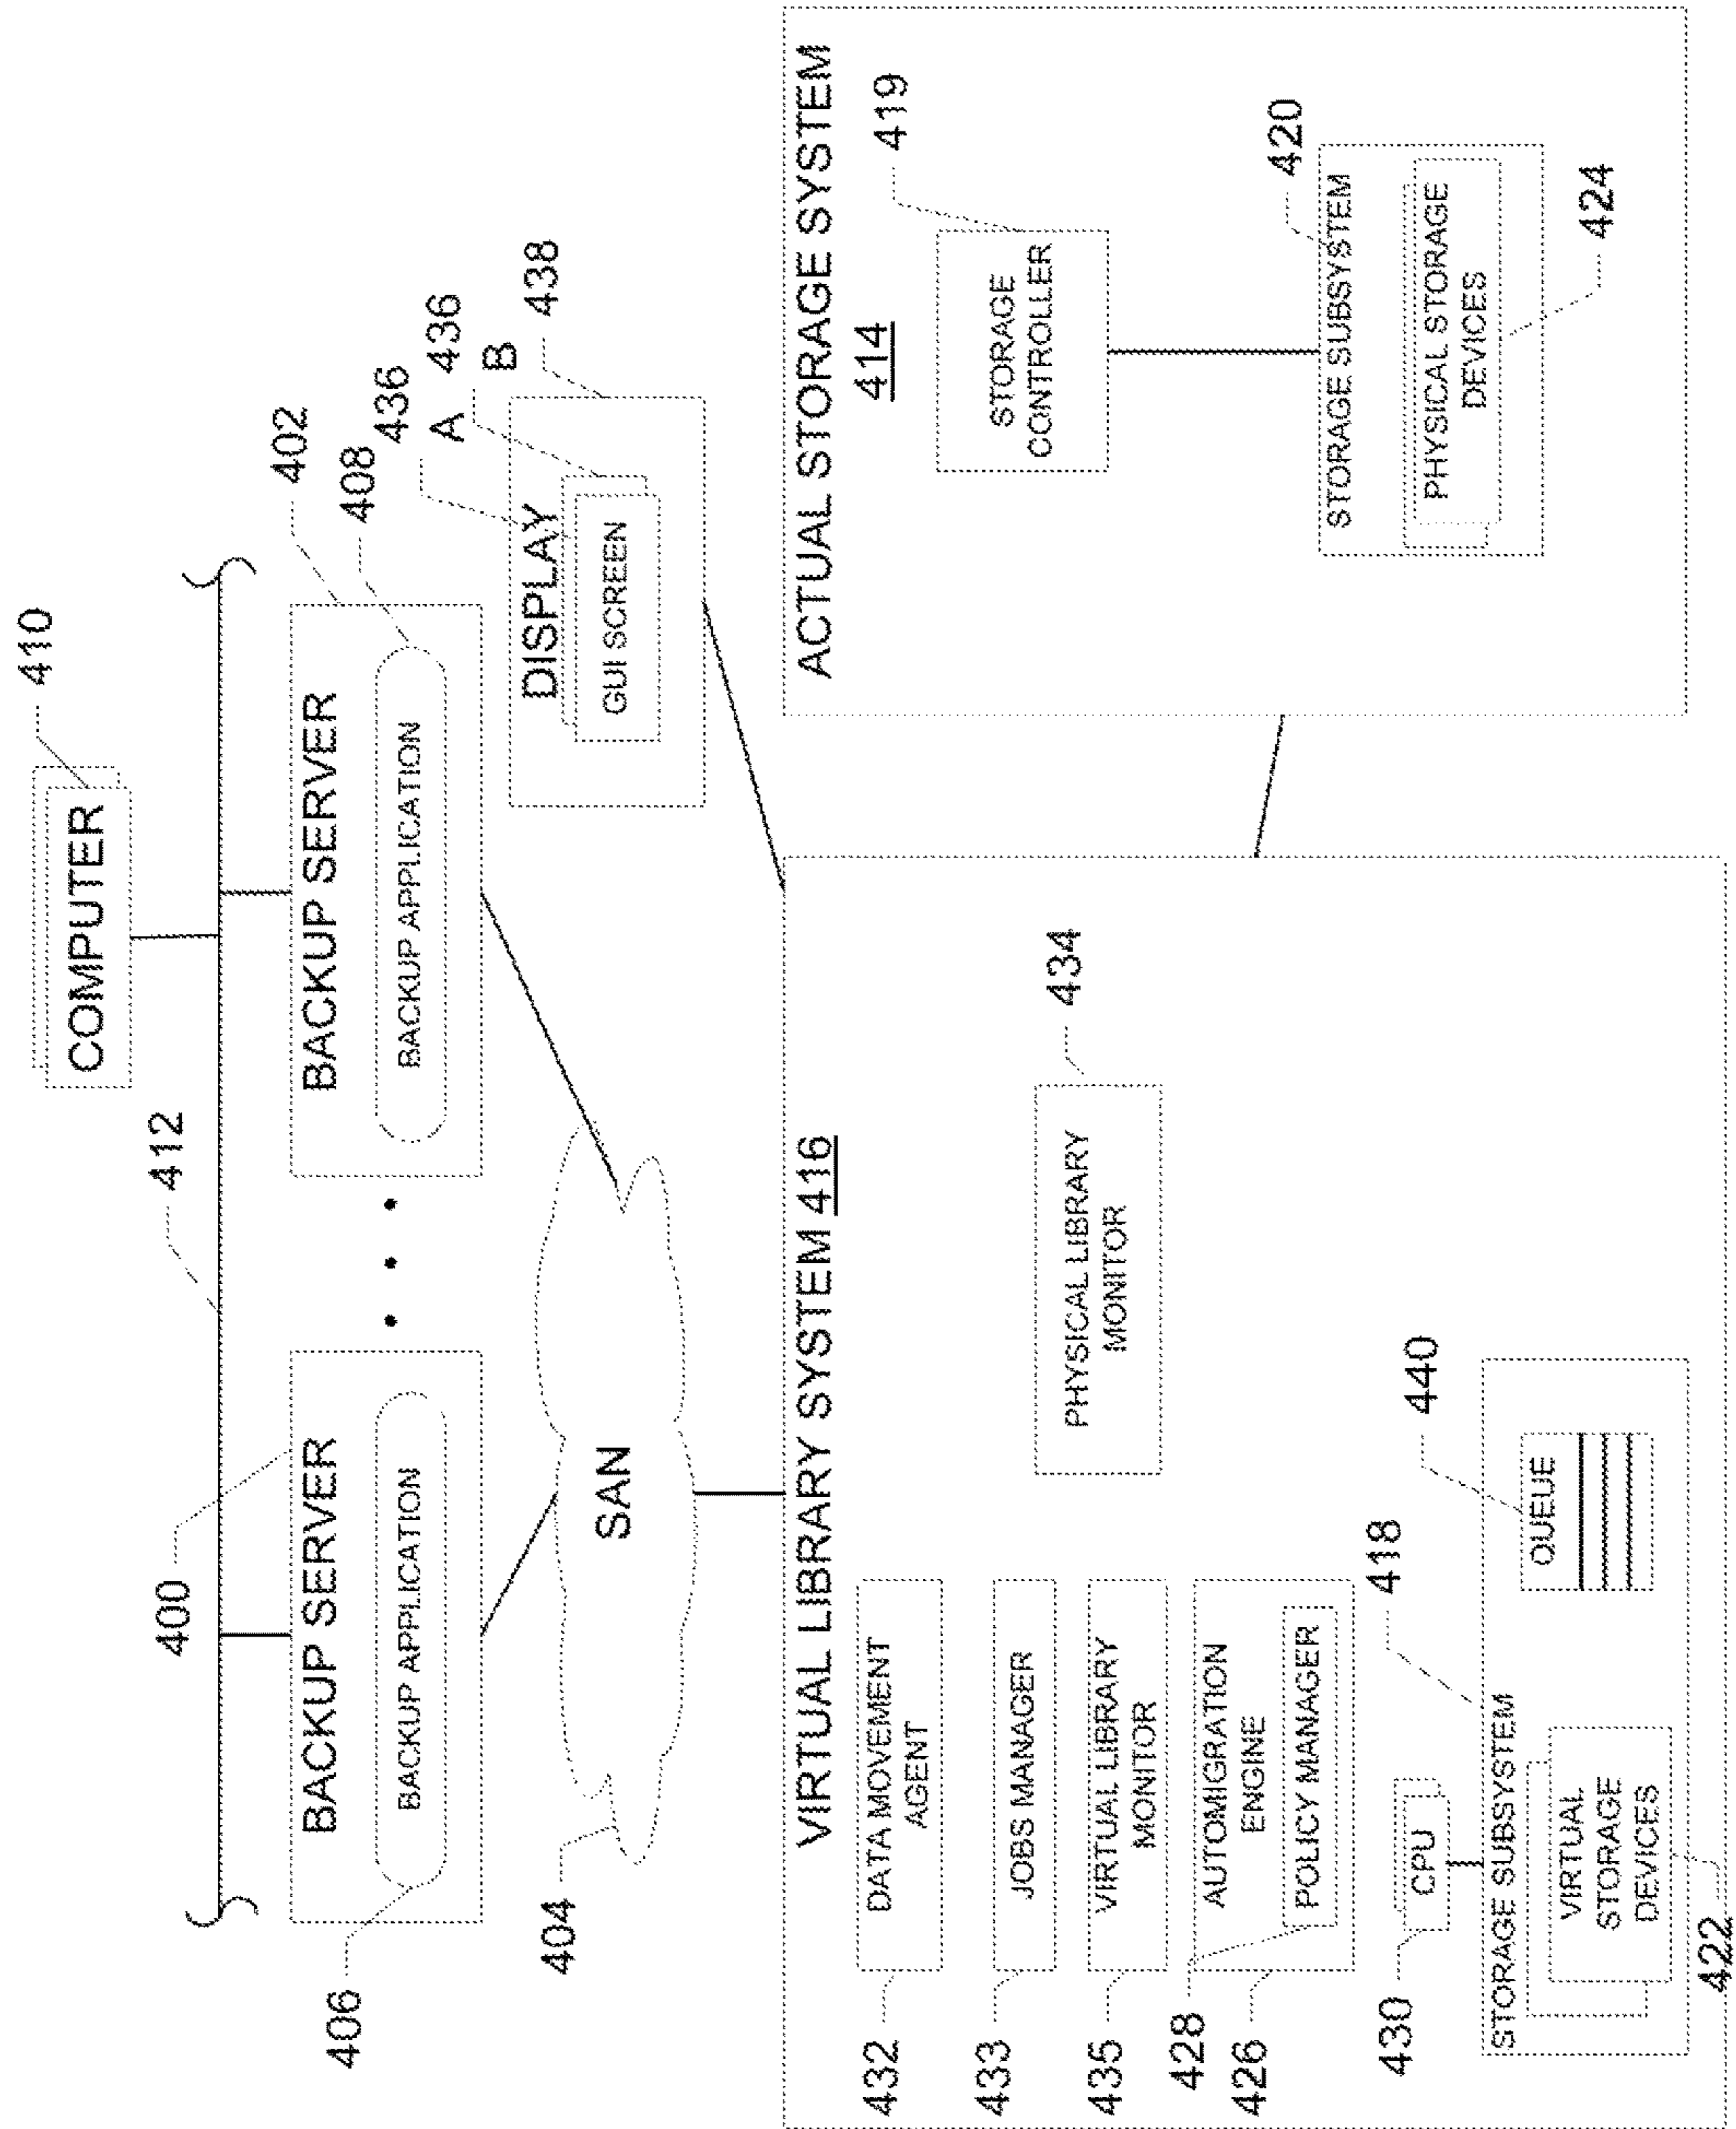 COMPUTER
410
412
400
BACKUP SERVER
BACKUP APPLICATION
406
BACKUP SERVER
BACKUP APPLICATION
402
408
SAN
404
DISPLAY
GUI SCREEN
436
A
436
B
438
VIRTUAL LIBRARY SYSTEM 416
432
DATA MOVEMENT
AGENT
433
JOBS MANAGER
435
VIRTUAL LIBRARY
MONITOR
428
426
AUTOMIGRATION
ENGINE
POLICY MANAGER
PHYSICAL LIBRARY
MONITOR
434
430
CPU
418
STORAGE SUBSYSTEM
VIRTUAL
STORAGE
DEVICES
422
QUEUE
440
ACTUAL STORAGE SYSTEM
414
STORAGE
CONTROLLER
419
STORAGE SUBSYSTEM
420
PHYSICAL STORAGE
DEVICES
424